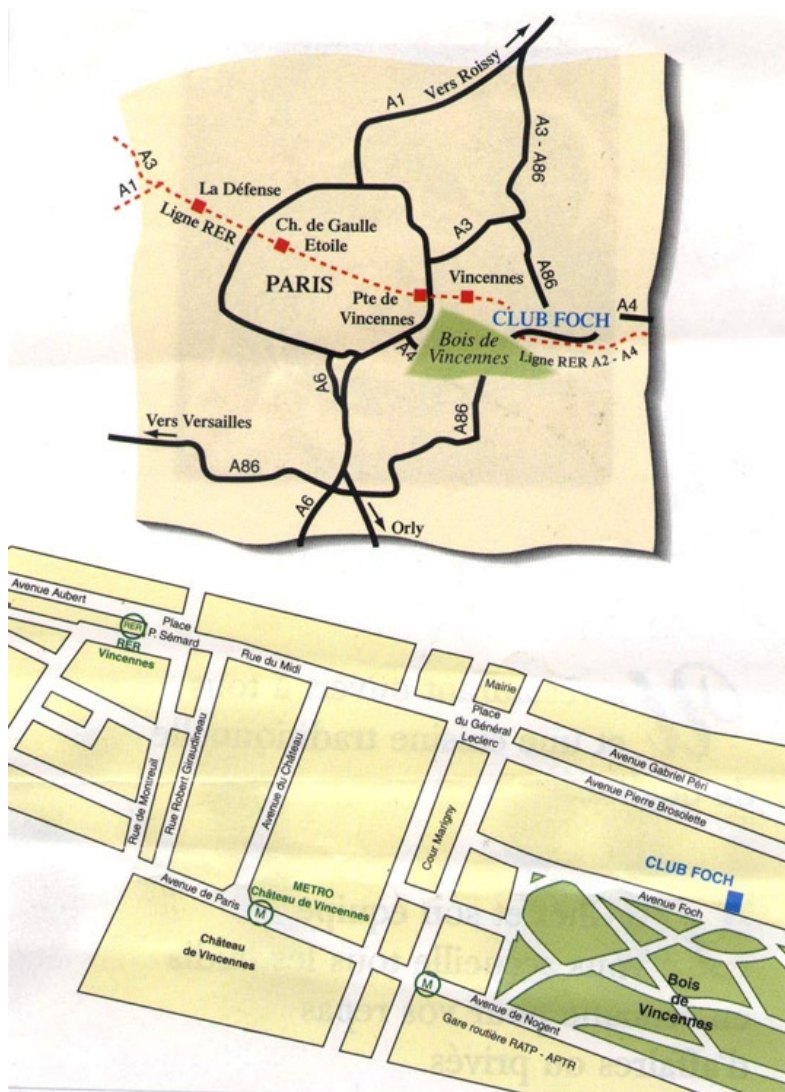 Vers Roissy
A1
A3 - A86
A3
A1
La Défense
Ligne RER
Ch. de Gaulle
Etoile
A3
A86
PARIS
Pte de
Vincennes
Vincennes
CLUB FOCH
A4
A4
Bois de
Vincennes
Ligne RER A2 - A4
A6
A86
Vers Versailles
A86
A6
Orly
Avenue Aubert
RER
Place
P. Sémard
RER
Vincennes
Rue du Midi
Mairie
Place
du Général
Leclerc
Avenue Gabriel Péri
Avenue Pierre Brosolette
Rue de Montreuil
Rue Robert Giraudineau
Avenue du Château
Cour Marigny
CLUB FOCH
Avenue de Paris
METRO
Château de Vincennes
M
Avenue Foch
Château
de Vincennes
Bois
de
Vincennes
M
Avenue de Nogent
Gare routière RATP - APTR